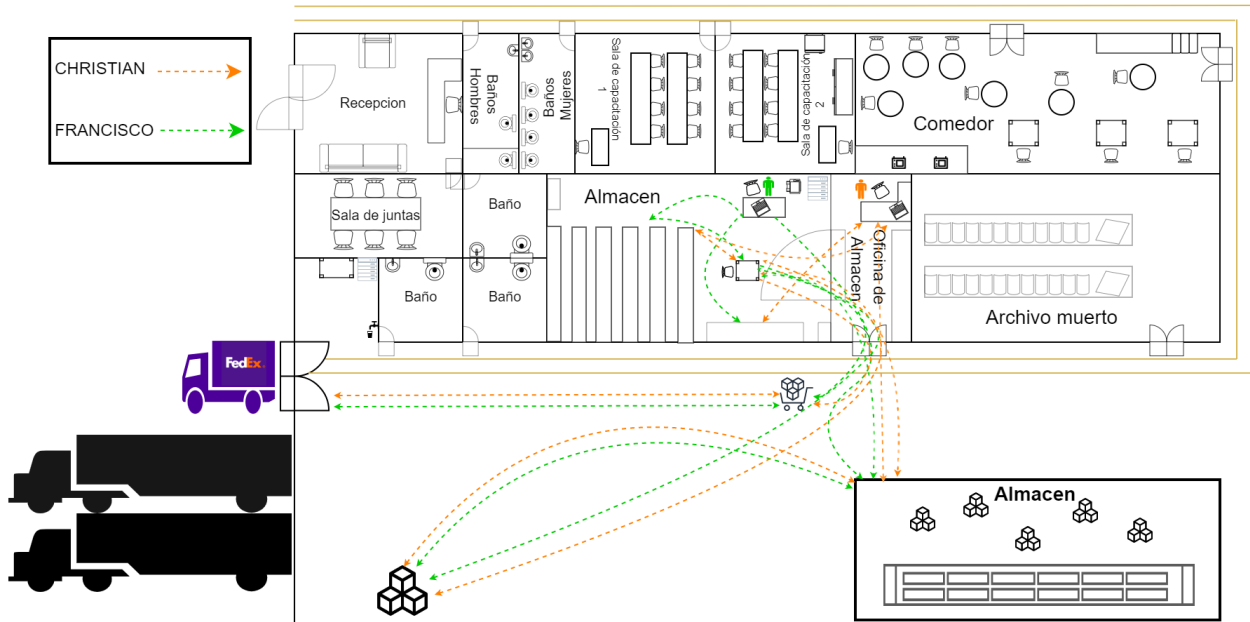 CHRISTIAN
FRANCISCO
Recepcion
Baños
Hombres
Baños
Mujeres
Sala de capacitación
1
Sala de capacitación
2
Comedor
Sala de juntas
Baño
Almacen
Oficina de
Almacen
Baño
Baño
Archivo muerto
FedEx
Almacen